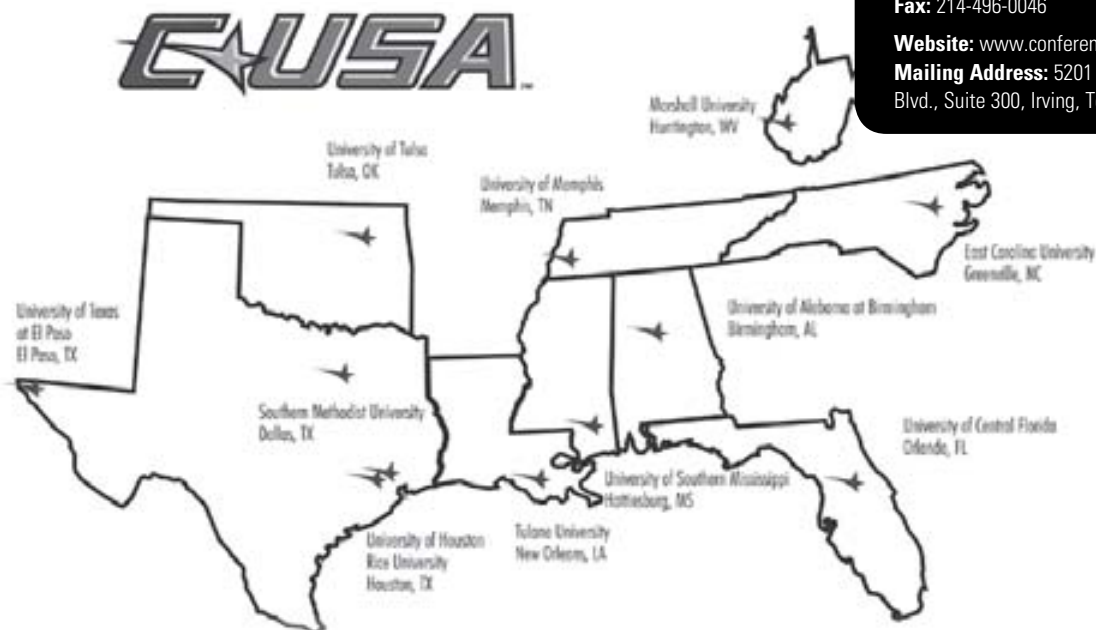 C USA
Fax: 214-496-0046
Website: www.conferen
Mailing Address: 5201
Blvd., Suite 300, Irving, T
Marshall University
Huntington, WV
University of Tulsa
Tulsa, OK
University of Memphis
Memphis, TN
East Carolina University
Greenville, NC
University of Texas
at El Paso
El Paso, TX
University of Alabama at Birmingham
Birmingham, AL
Southern Methodist University
Dallas, TX
University of Central Florida
Orlando, FL
University of Southern Mississippi
Hattiesburg, MS
Tulane University
New Orleans, LA
University of Houston
Rice University
Houston, TX